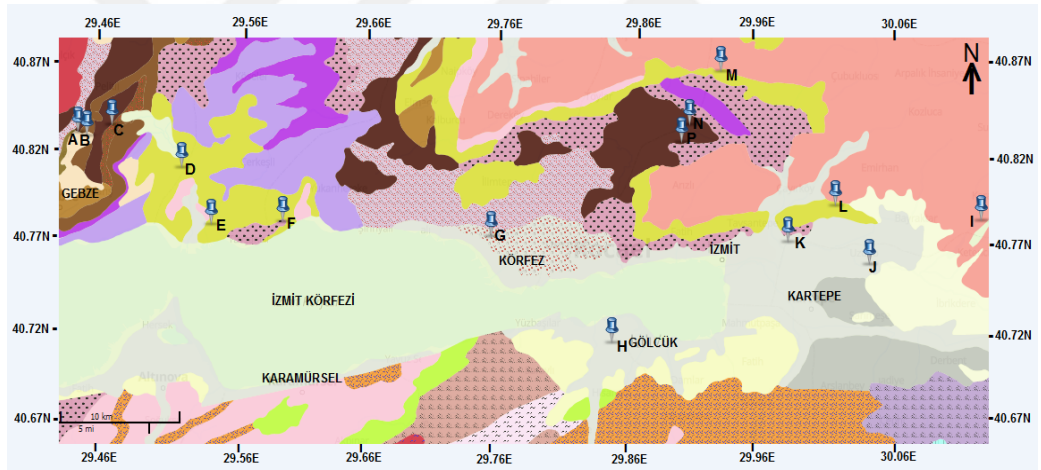 29.46E 29.56E 29.66E 29.76E 29.86E 29.96E 30.06E
40.87N N 40.87N
M
A B C N
P
40.82N D 40.82N
GEBZE L
E F I
G K
40.77N KÖRFEZ İZMİT J 40.77N
İZMİT KÖRFEZİ KARTEPE
40.72N 40.72N
H GÖLCÜK
KARAMÜRSEL
Altınova
40.67N 10 km 40.67N
5 mi
29.46E 29.56E 29.66E 29.76E 29.86E 29.96E 30.06E